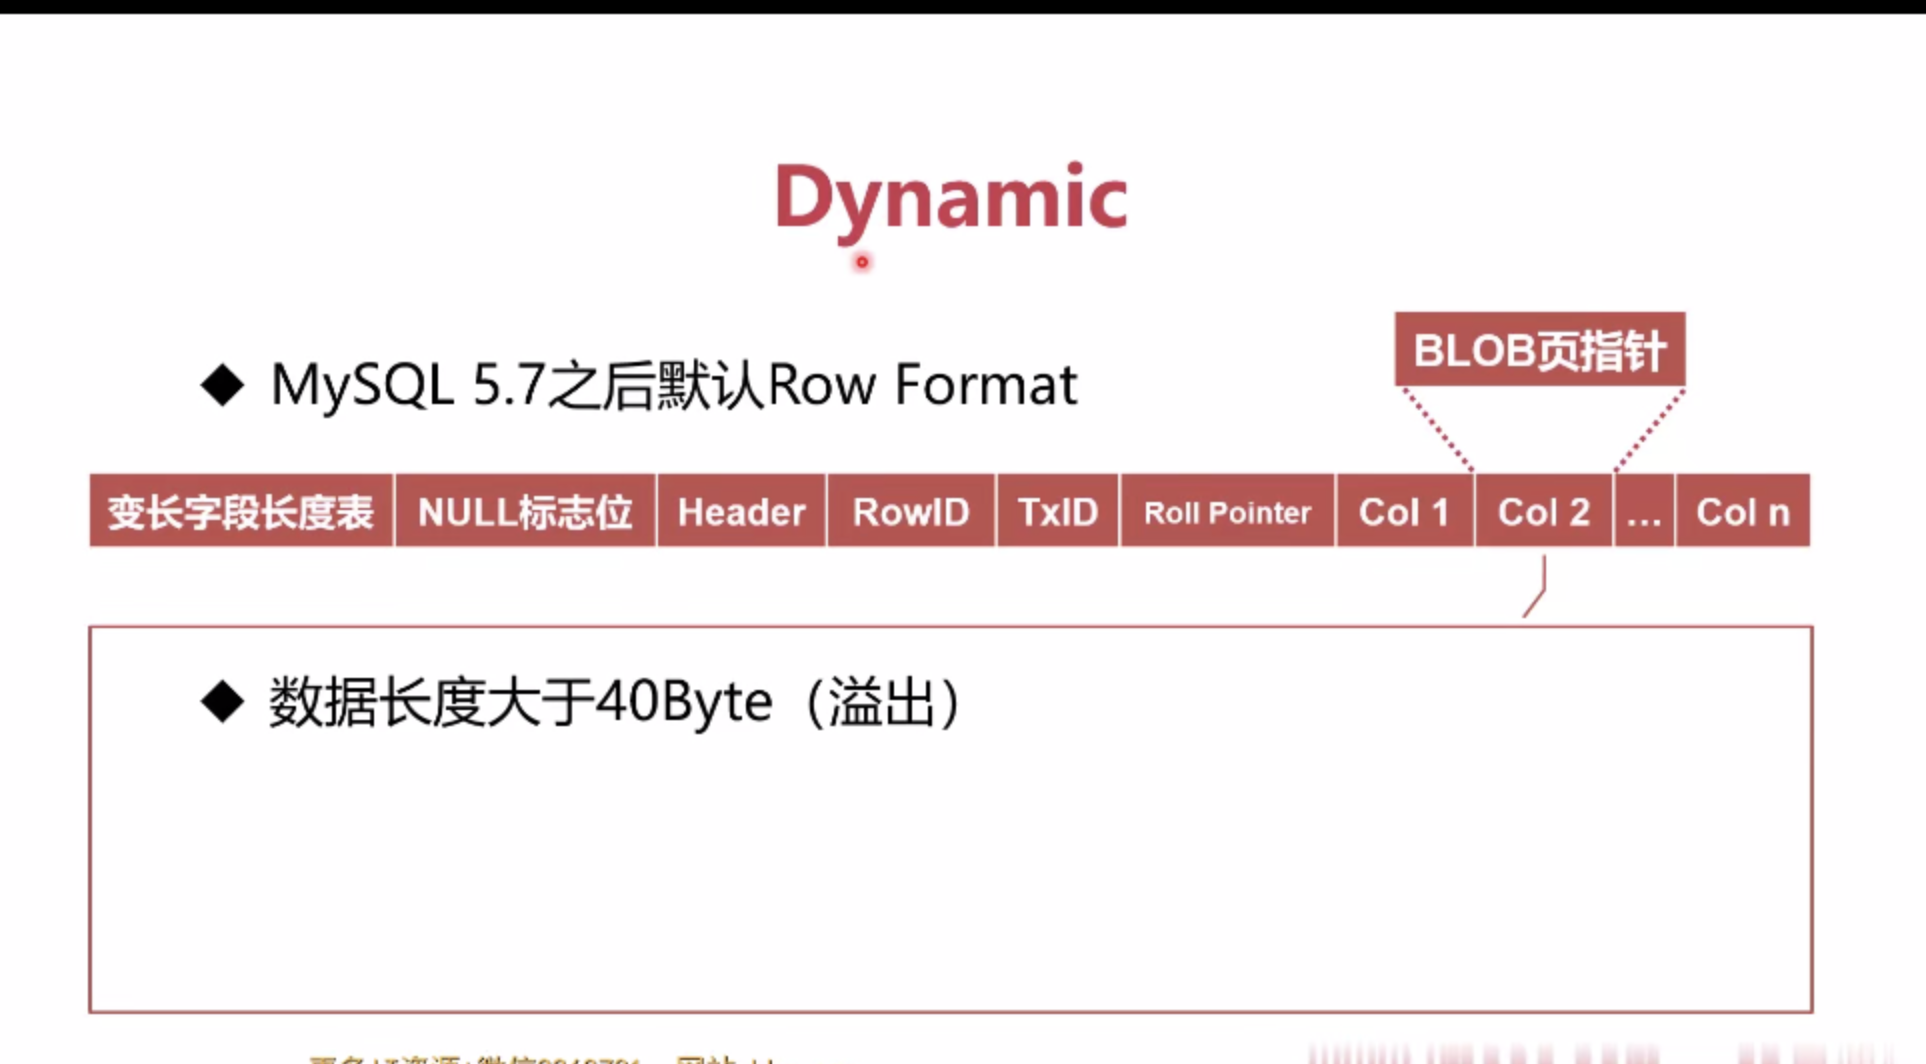 Dynamic
BLOB页指针
◆ MySQL 5.7之后默认Row Format
变长字段长度表 NULL标志位 Header RowID TxID Roll Pointer Col 1 Col 2 ... Col n
◆ 数据长度大于40Byte（溢出）